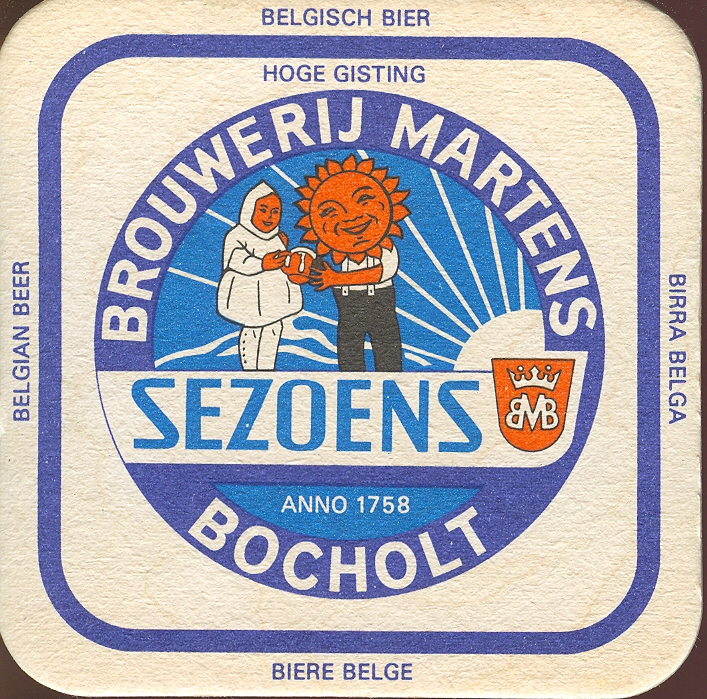 BELGISCH BIER
HOGE GISTING
BROUWERIJ MARTENS
BELGIAN BEER
BIRRA BELGA
SEZOENS
BMB
ANNO 1758
BOCHOLT
BIERE BELGE